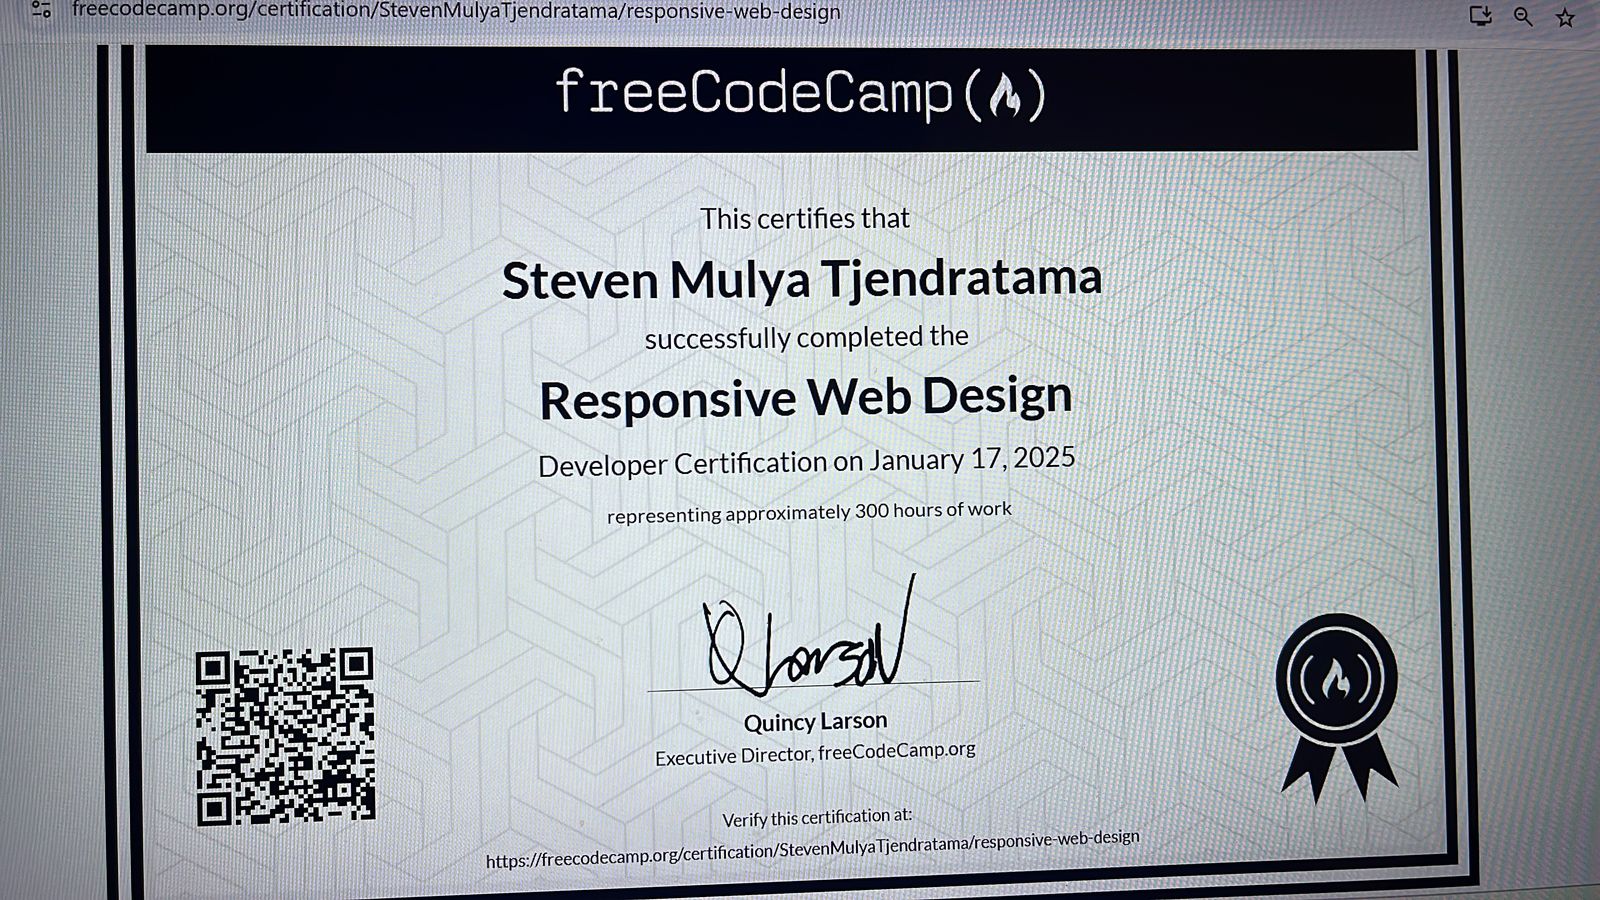 freecodecamp.org/certification/StevenMulyaTjendratama/responsive-web-design
freeCodeCamp
This certifies that
Steven Mulya Tjendratama
successfully completed the
Responsive Web Design
Developer Certification on January 17, 2025
representing approximately 300 hours of work
QLarson
Quincy Larson
Executive Director, freeCodeCamp.org
Verify this certification at:
https://freecodecamp.org/certification/StevenMulyaTjendratama/responsive-web-design